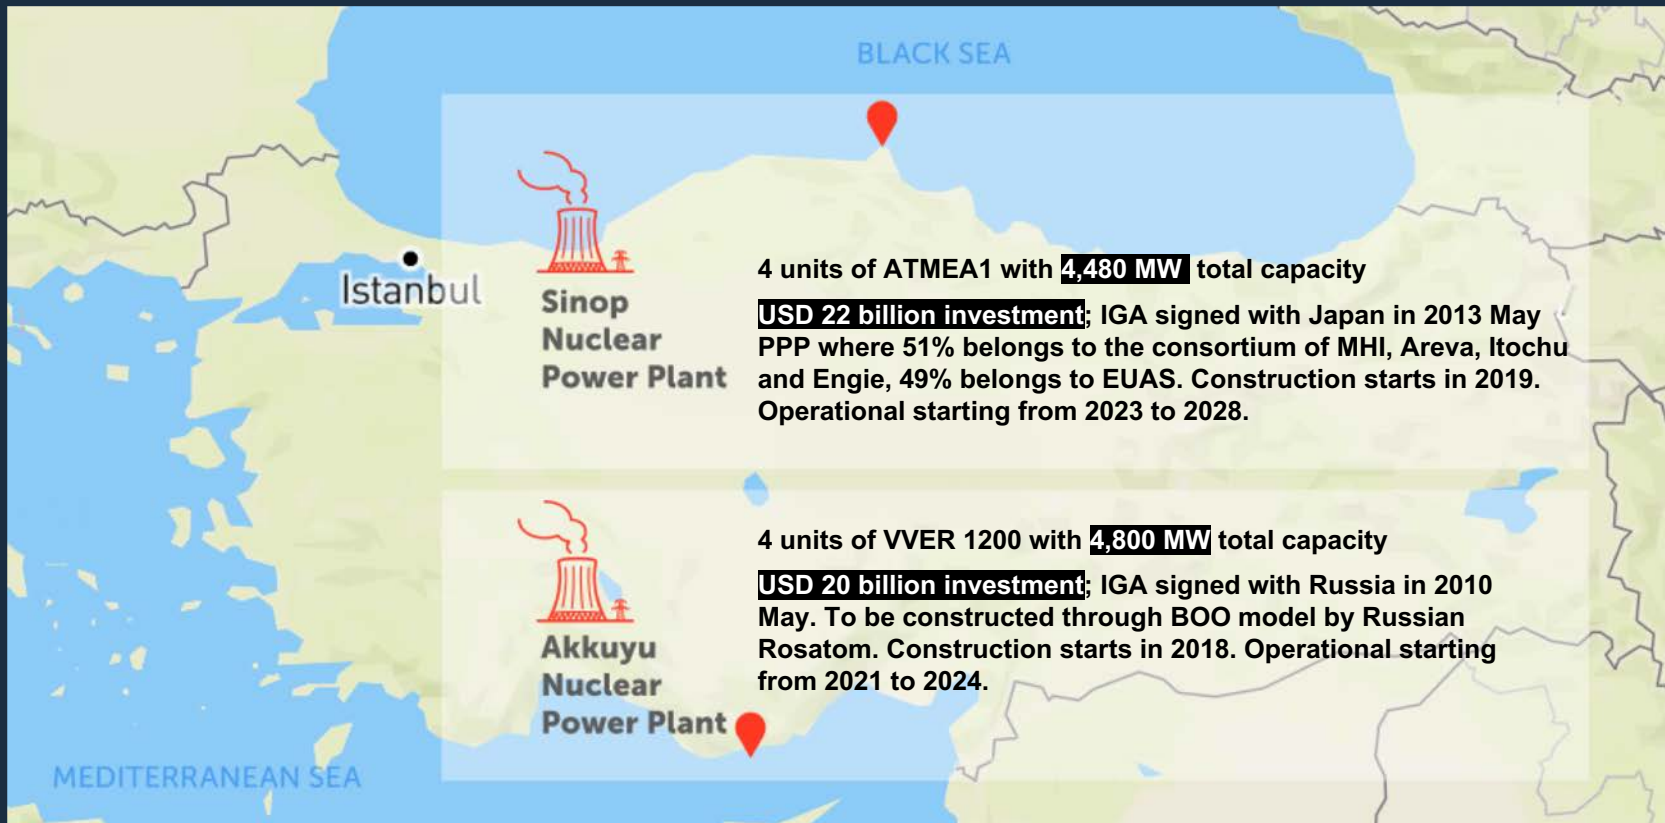 BLACK SEA
Istanbul
Sinop
Nuclear
Power Plant
4 units of ATMEA1 with 4,480 MW total capacity
USD 22 billion investment; IGA signed with Japan in 2013 May
PPP where 51% belongs to the consortium of MHI, Areva, Itochu
and Engie, 49% belongs to EUAS. Construction starts in 2019.
Operational starting from 2023 to 2028.
Akkuyu
Nuclear
Power Plant
4 units of VVER 1200 with 4,800 MW total capacity
USD 20 billion investment; IGA signed with Russia in 2010
May. To be constructed through BOO model by Russian
Rosatom. Construction starts in 2018. Operational starting
from 2021 to 2024.
MEDITERRANEAN SEA